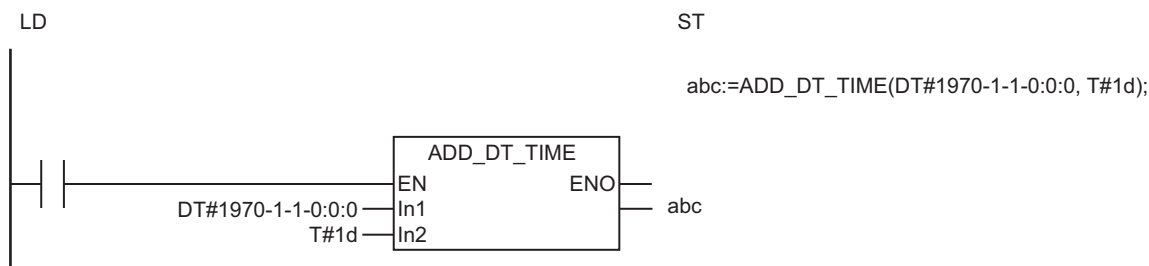 LD
ST
abc:=ADD_DT_TIME(DT#1970-1-1-0:0:0, T#1d);
ADD_DT_TIME
EN ENO
DT#1970-1-1-0:0:0 In1 abc
T#1d In2